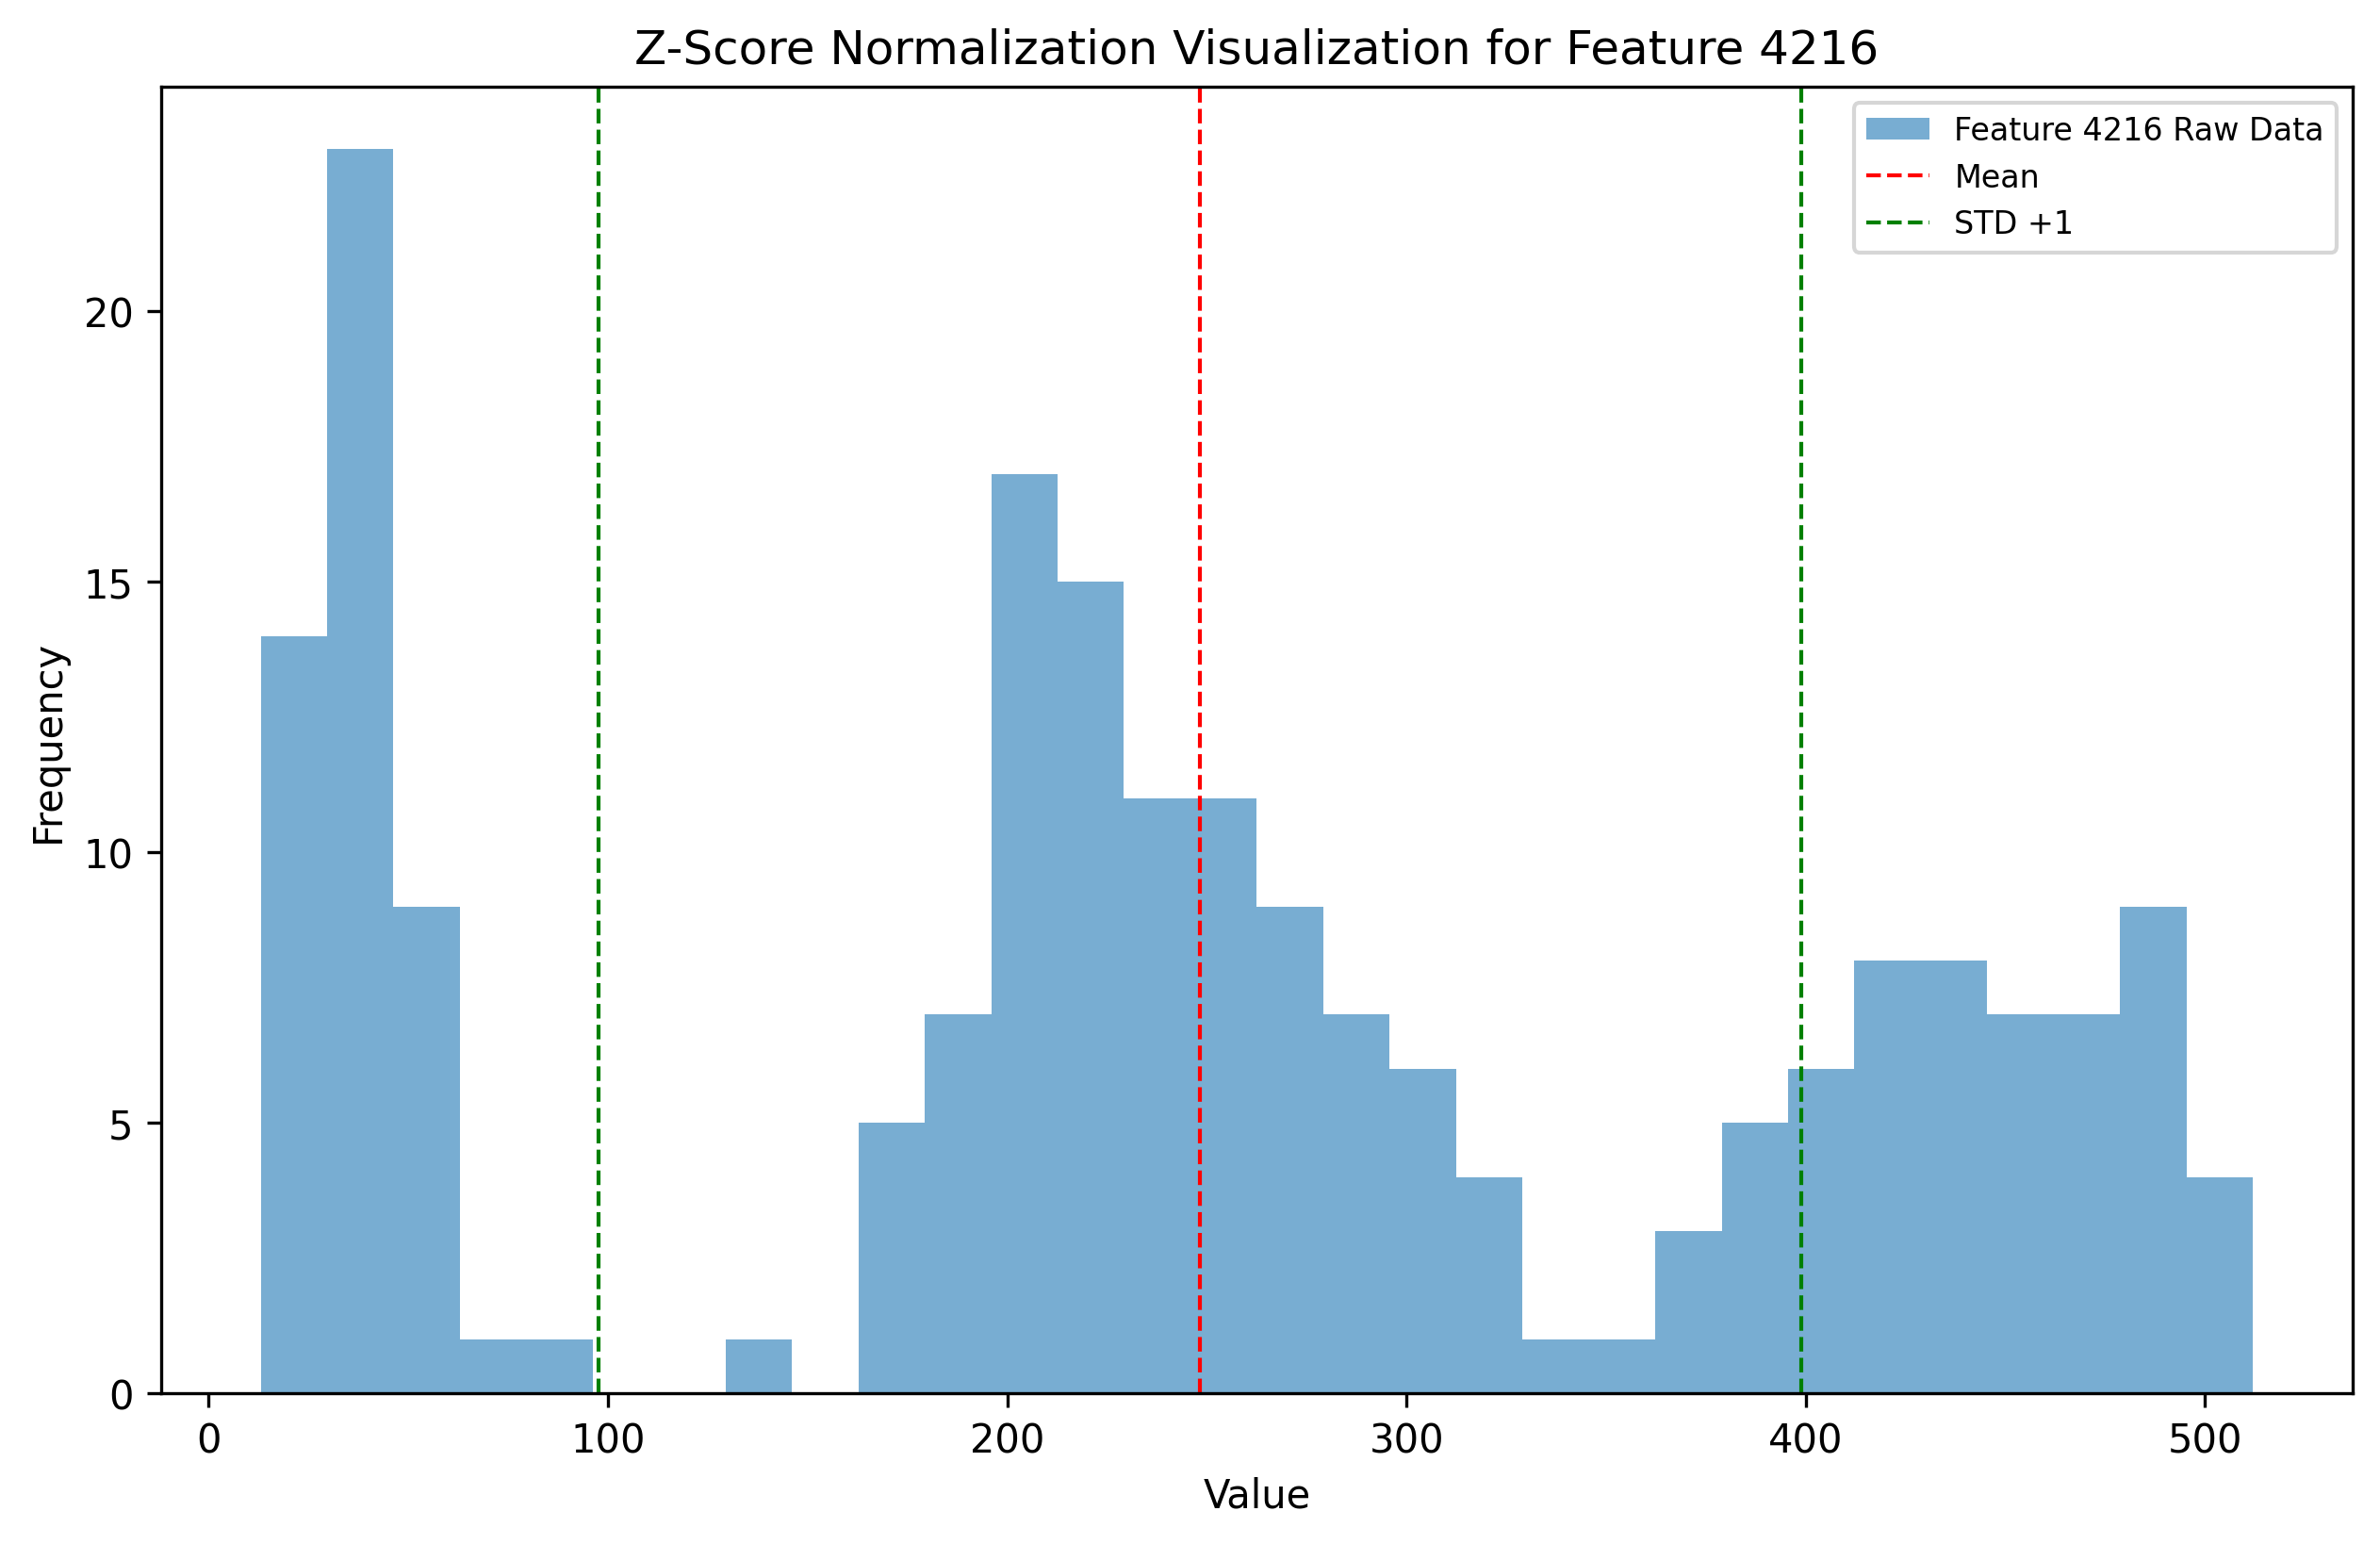 Z-Score Normalization Visualization for Feature 4216
Feature 4216 Raw Data
Mean
STD +1
Frequency
20
15
10
5
0
0 100 200 300 400 500
Value